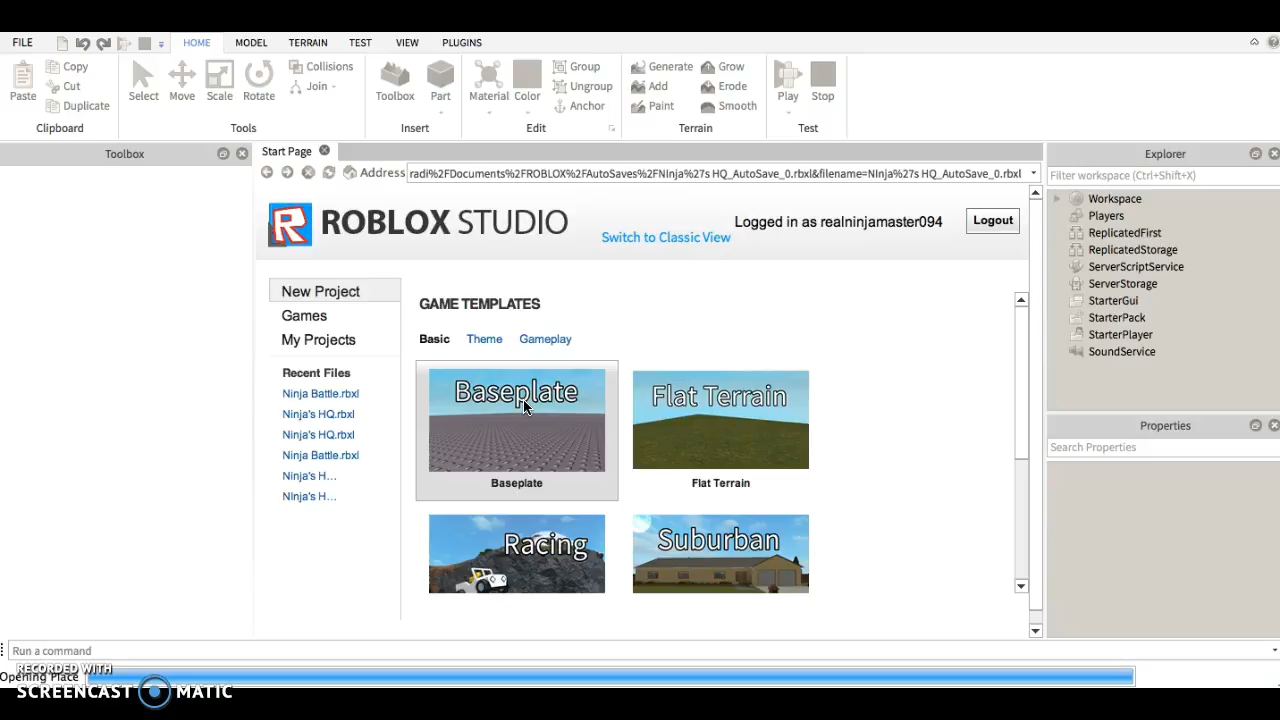 FILE HOME MODEL TERRAIN TEST VIEW PLUGINS
Paste Copy Cut Duplicate
Select Move Scale Rotate Collisions Join
Toolbox Part
Material Color Group Ungroup Anchor
Generate Add Paint Grow Erode Smooth
Play Stop
Clipboard Tools Insert Edit Terrain Test
Toolbox
Start Page
Address radi%2FDocuments%2FROBLOX%2FAutoSaves%2FNInja%27s HQ_AutoSave_0.rbxl&filename=NInja%27s HQ_AutoSave_0.rbxl
ROBLOX STUDIO
Switch to Classic View
Logged in as realninjamaster094
Logout
New Project
Games
My Projects
Recent Files
Ninja Battle.rbxl
Ninja's HQ.rbxl
Ninja's HQ.rbxl
Ninja Battle.rbxl
Ninja's H...
NInja's H...
GAME TEMPLATES
Basic Theme Gameplay
Baseplate
Baseplate
Flat Terrain
Flat Terrain
Racing
Suburban
Explorer
Filter workspace (Ctrl+Shift+X)
Workspace
Players
ReplicatedFirst
ReplicatedStorage
ServerScriptService
ServerStorage
StarterGui
StarterPack
StarterPlayer
SoundService
Properties
Search Properties
Run a command
Opening Place
RECORDED WITH
SCREENCAST MATIC